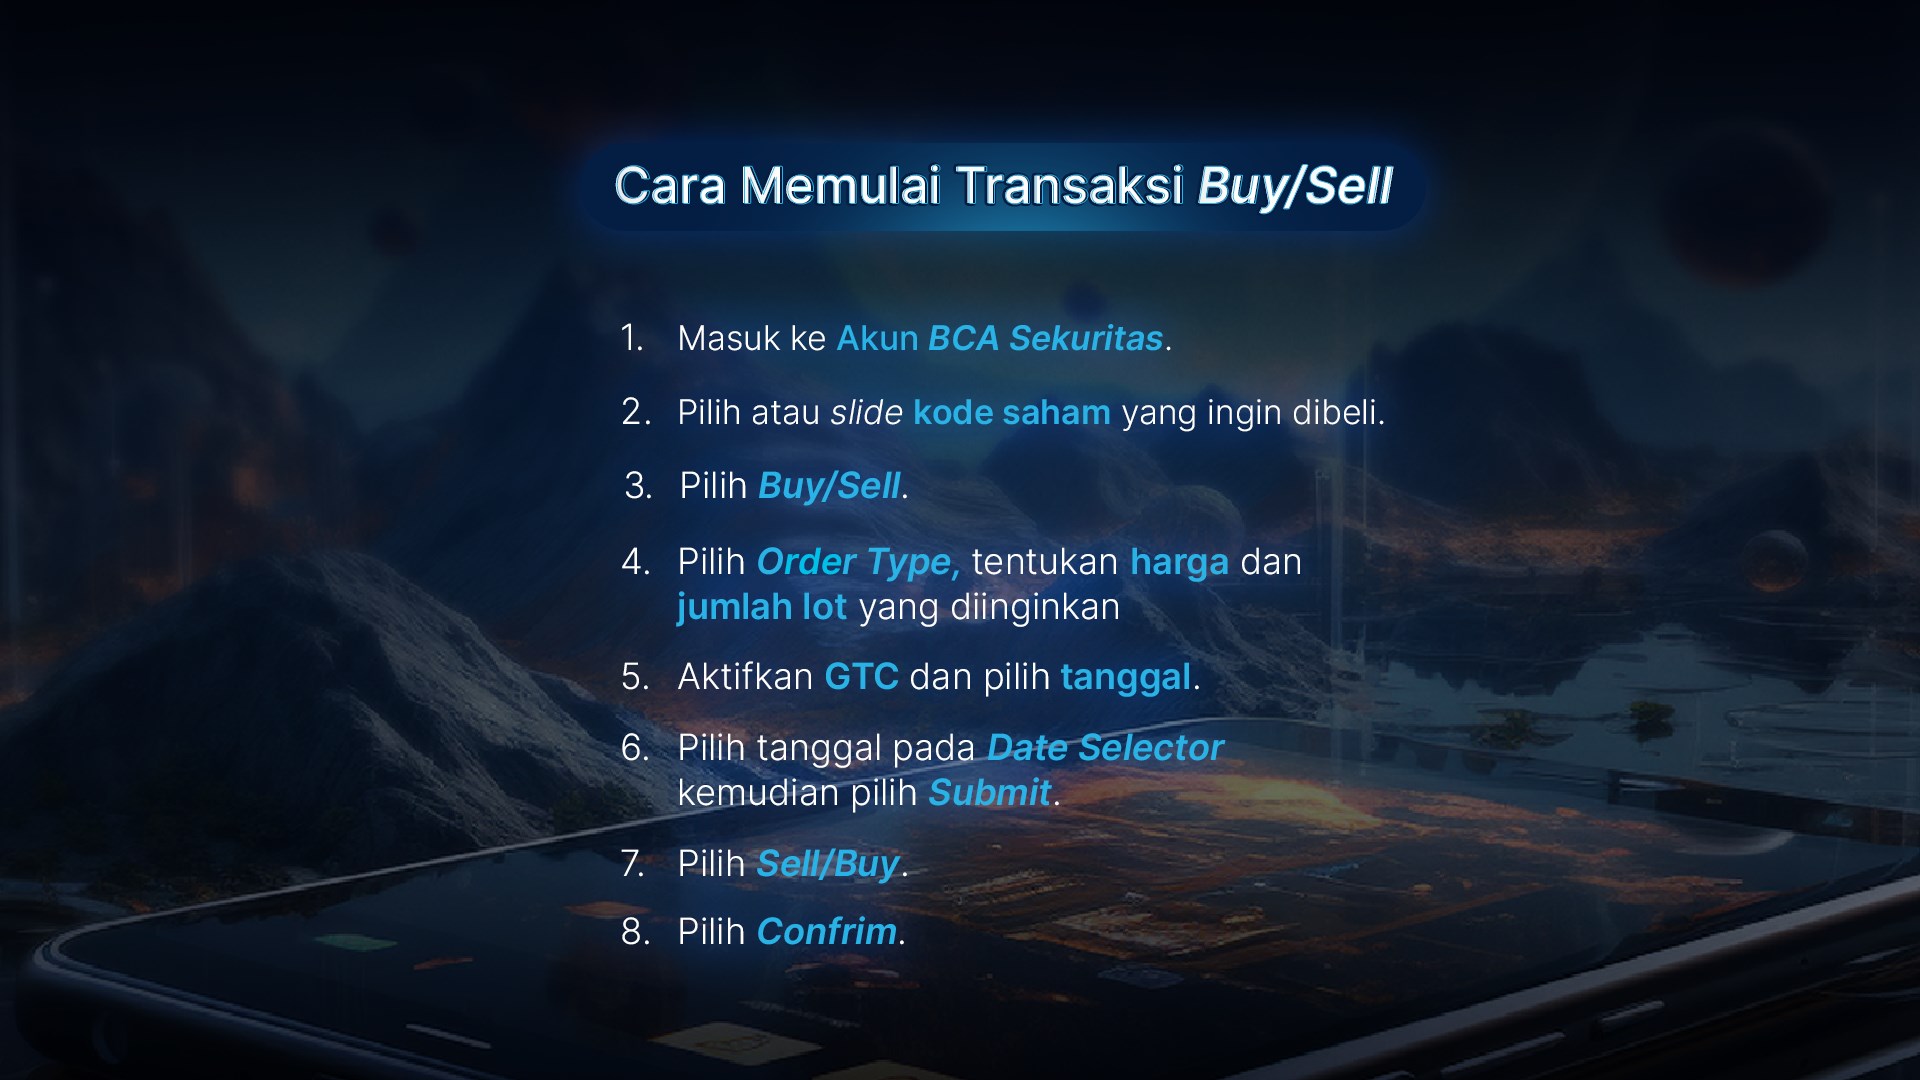 Cara Memulai Transaksi Buy/Sell
1. Masuk ke Akun BCA Sekuritas.
2. Pilih atau slide kode saham yang ingin dibeli.
3. Pilih Buy/Sell.
4. Pilih Order Type, tentukan harga dan
jumlah lot yang diinginkan
5. Aktifkan GTC dan pilih tanggal.
6. Pilih tanggal pada Date Selector
kemudian pilih Submit.
7. Pilih Sell/Buy.
8. Pilih Confrim.